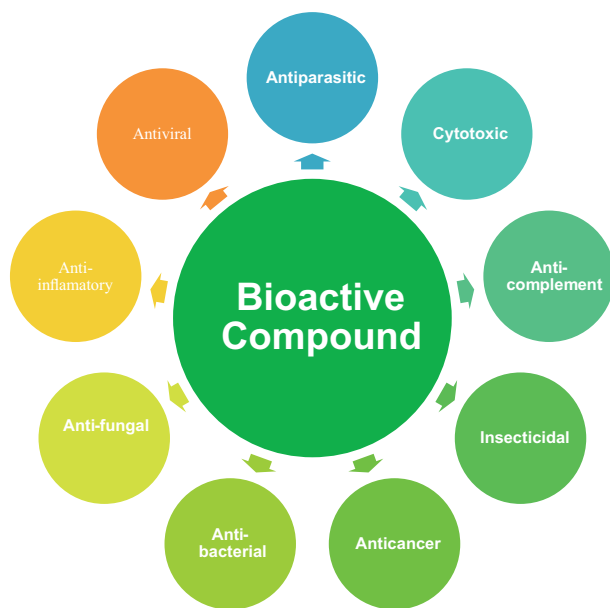 Antiparasitic
Cytotoxic
Anti-
complement
Insecticidal
Anticancer
Anti-
bacterial
Anti-fungal
Anti-
inflamatory
Antiviral
Bioactive
Compound